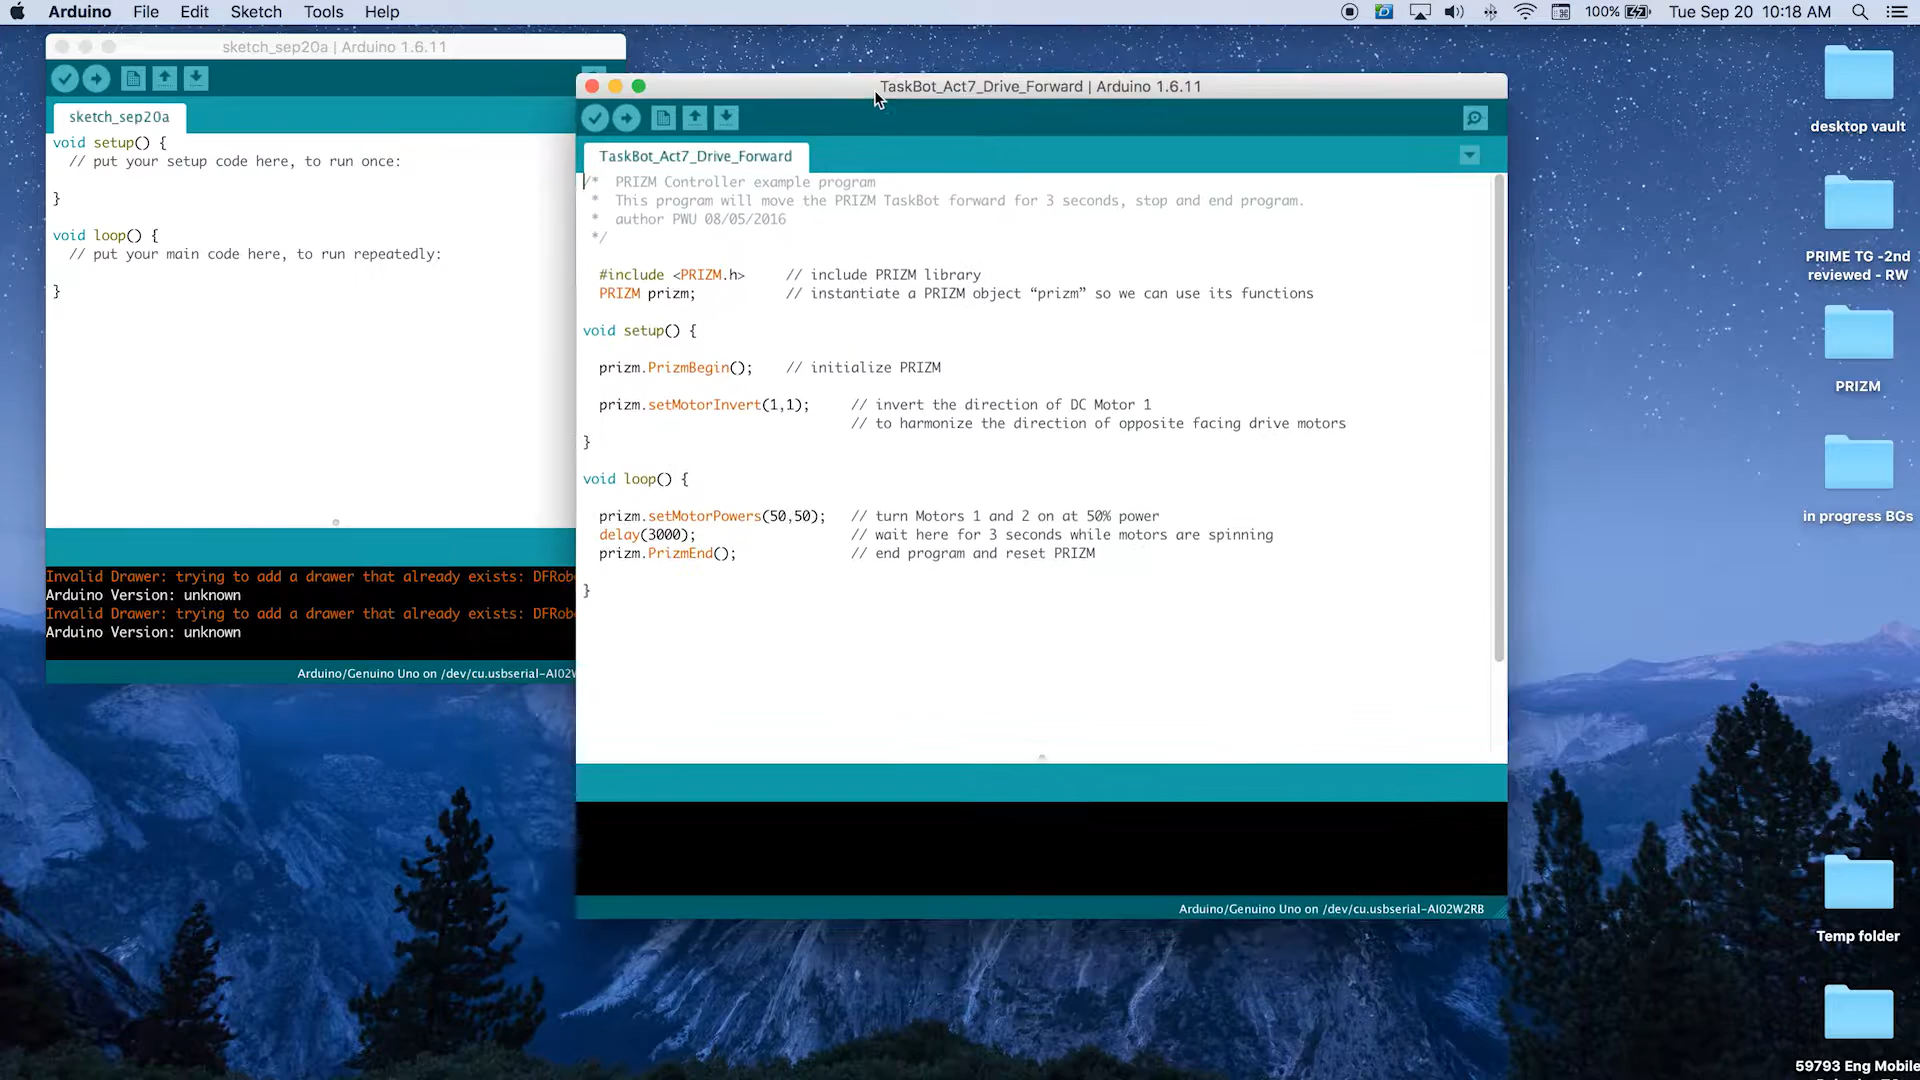 Arduino File Edit Sketch Tools Help 100% Tue Sep 20 10:18 AM
sketch_sep20a | Arduino 1.6.11
sketch_sep20a
void setup() {
// put your setup code here, to run once:
}
void loop() {
// put your main code here, to run repeatedly:
}
Invalid Drawer: trying to add a drawer that already exists: DFRob
Arduino Version: unknown
Invalid Drawer: trying to add a drawer that already exists: DFRob
Arduino Version: unknown
Arduino/Genuino Uno on /dev/cu.usbserial-AI02W
TaskBot_Act7_Drive_Forward | Arduino 1.6.11
TaskBot_Act7_Drive_Forward
/* PRIZM Controller example program
* This program will move the PRIZM TaskBot forward for 3 seconds, stop and end program.
* author PWU 08/05/2016
*/
#include <PRIZM.h> // include PRIZM library
PRIZM prizm; // instantiate a PRIZM object “prizm” so we can use its functions
void setup() {
prizm.PrizmBegin(); // initialize PRIZM
prizm.setMotorInvert(1,1); // invert the direction of DC Motor 1
// to harmonize the direction of opposite facing drive motors
}
void loop() {
prizm.setMotorPowers(50,50); // turn Motors 1 and 2 on at 50% power
delay(3000); // wait here for 3 seconds while motors are spinning
prizm.PrizmEnd(); // end program and reset PRIZM
}
Arduino/Genuino Uno on /dev/cu.usbserial-AI02W2RB
desktop vault
PRIME TG -2nd
reviewed - RW
PRIZM
in progress BGs
Temp folder
59793 Eng Mobile